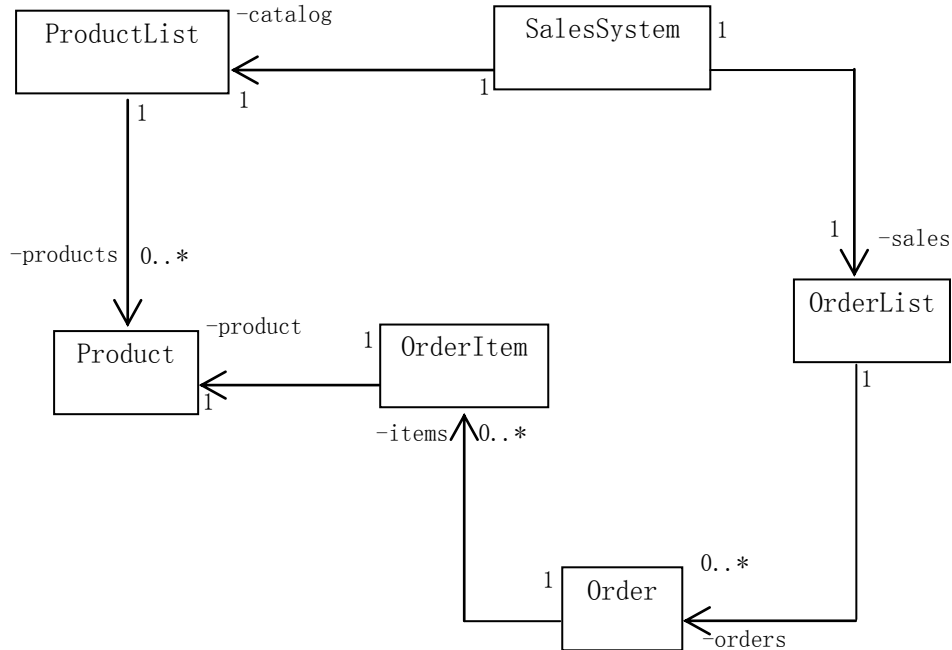 -catalog
ProductList
SalesSystem
1
1
1
1
1
-sales
-products
0..*
OrderList
-product
Product
1
OrderItem
1
1
-items
0..*
0..*
1
Order
-orders